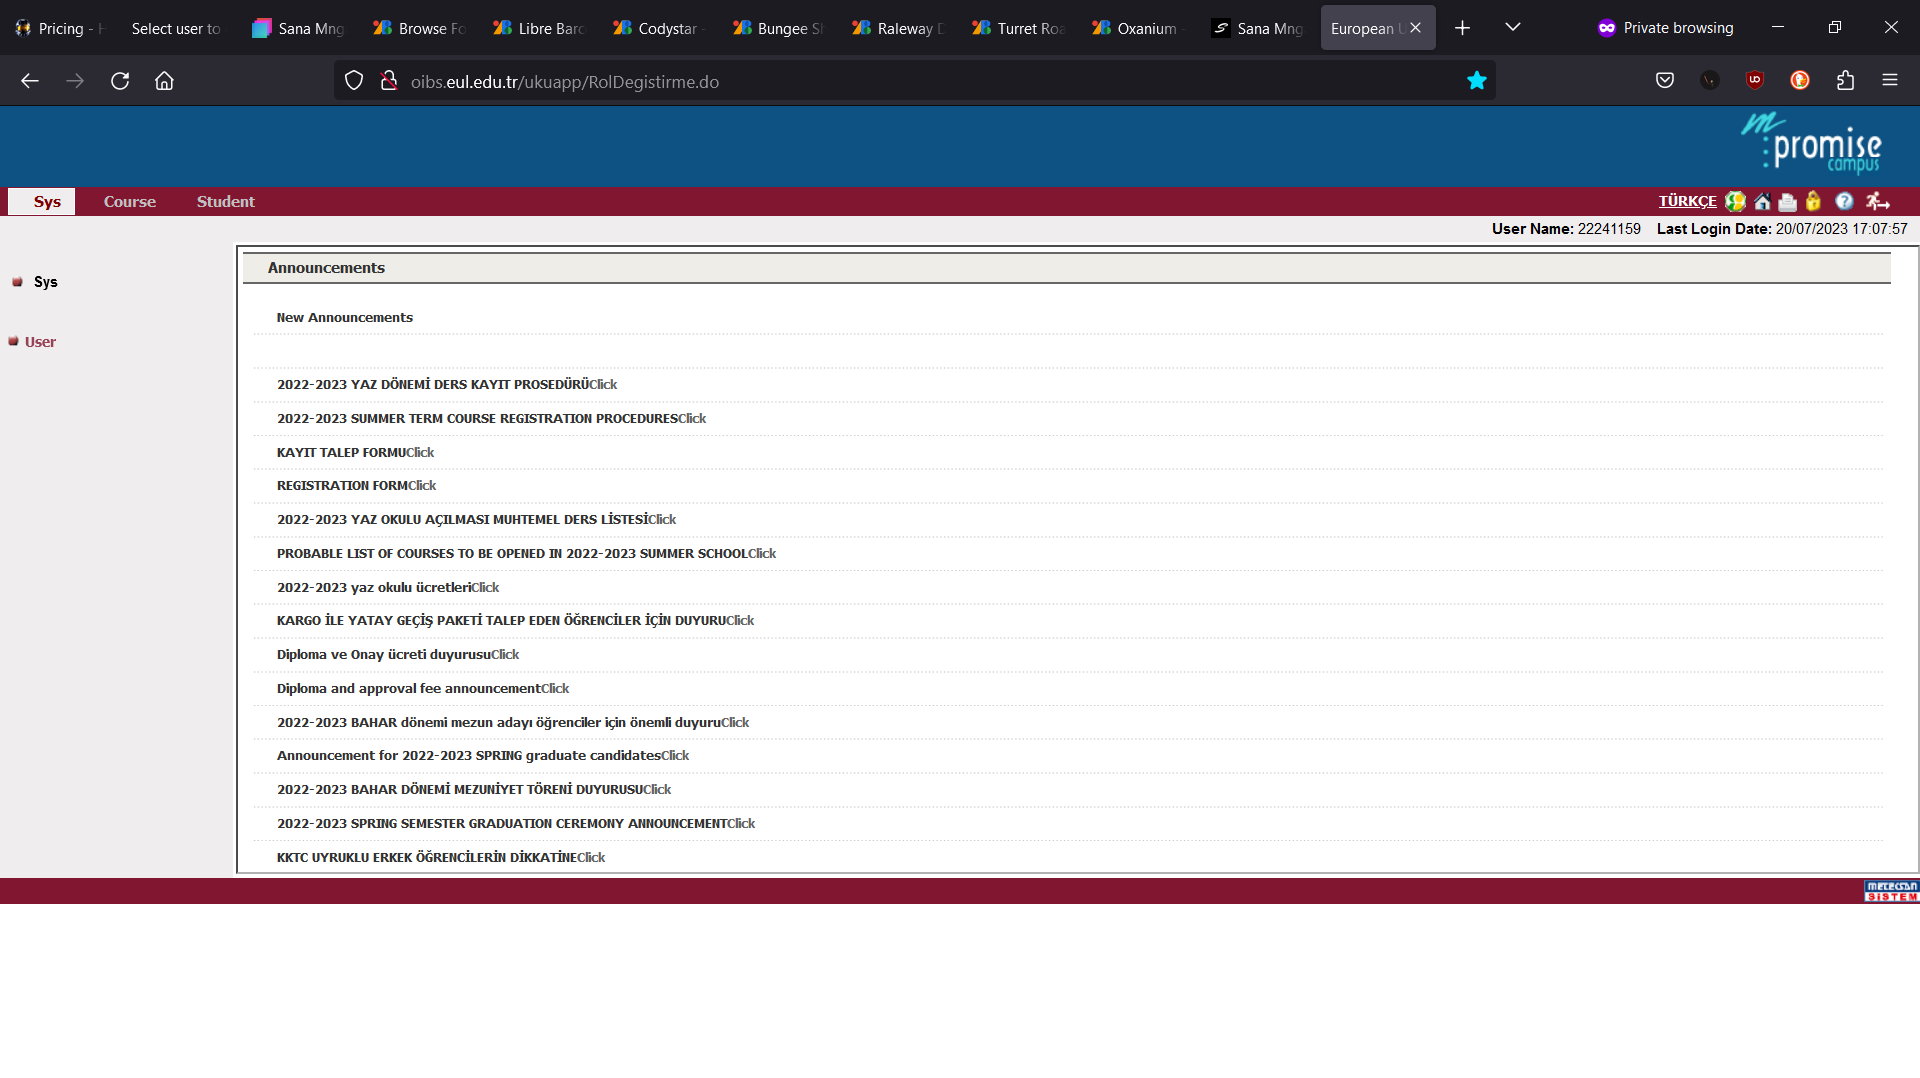 Pricing - H
Select user to
Sana Mng
Browse Fo
Libre Barc
Codystar -
Bungee Sh
Raleway D
Turret Roa
Oxanium -
Sana Mng
European U
Private browsing
oibs.eul.edu.tr/ukuapp/RolDegistirme.do
promise
campus
Sys
Course
Student
TÜRKÇE
User Name: 22241159 Last Login Date: 20/07/2023 17:07:57
Sys
User
Announcements
New Announcements
2022-2023 YAZ DÖNEMİ DERS KAYIT PROSEDÜRÜClick
2022-2023 SUMMER TERM COURSE REGISTRATION PROCEDURESClick
KAYIT TALEP FORMUClick
REGISTRATION FORMClick
2022-2023 YAZ OKULU AÇILMASI MUHTEMEL DERS LİSTESİClick
PROBABLE LIST OF COURSES TO BE OPENED IN 2022-2023 SUMMER SCHOOLClick
2022-2023 yaz okulu ücretleriClick
KARGO İLE YATAY GEÇİŞ PAKETİ TALEP EDEN ÖĞRENCİLER İÇİN DUYURUClick
Diploma ve Onay ücreti duyurusuClick
Diploma and approval fee announcementClick
2022-2023 BAHAR dönemi mezun adayı öğrenciler için önemli duyuruClick
Announcement for 2022-2023 SPRING graduate candidatesClick
2022-2023 BAHAR DÖNEMİ MEZUNİYET TÖRENİ DUYURUSUClick
2022-2023 SPRING SEMESTER GRADUATION CEREMONY ANNOUNCEMENTClick
KKTC UYRUKLU ERKEK ÖĞRENCİLERİN DİKKATİNEClick
meteksan
SİSTEM